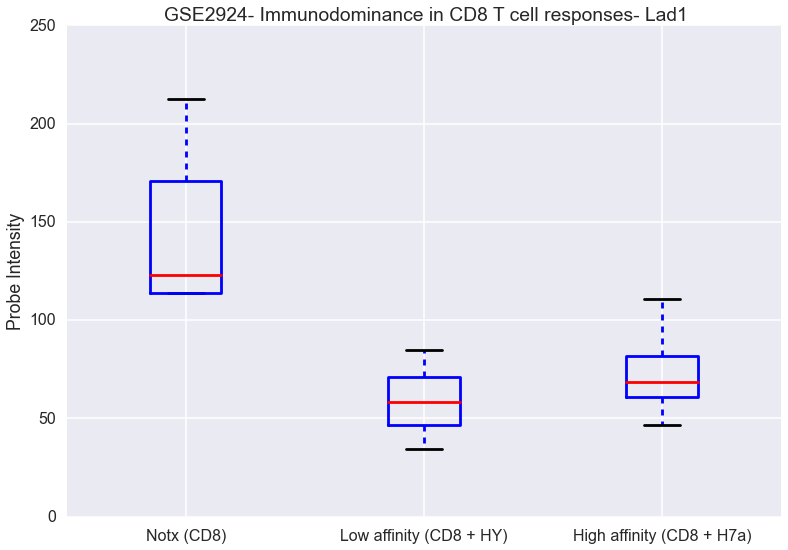 GSE2924- Immunodominance in CD8 T cell responses- Lad1
250
200
150
100
50
0
Probe Intensity
Notx (CD8)
Low affinity (CD8 + HY)
High affinity (CD8 + H7a)